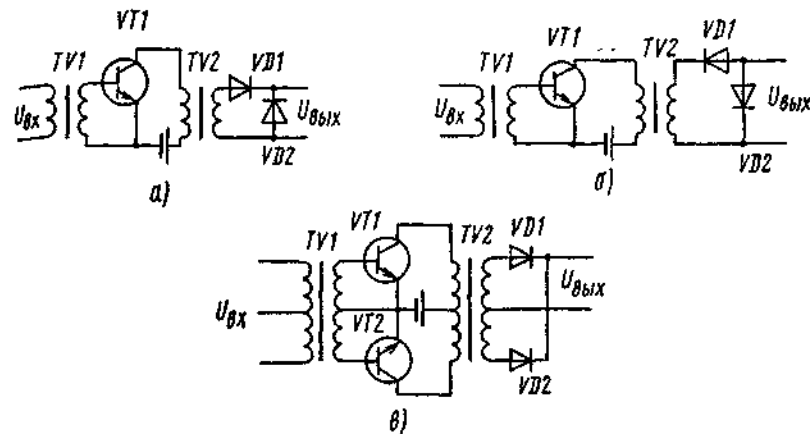 VT1
TV1
TV2
VD1
Uвх
Uвых
VD2
а)
VT1
TV1
TV2
VD1
Uвх
Uвых
VD2
б)
VT1
TV1
TV2
VD1
Uвх
Uвых
VT2
VD2
в)